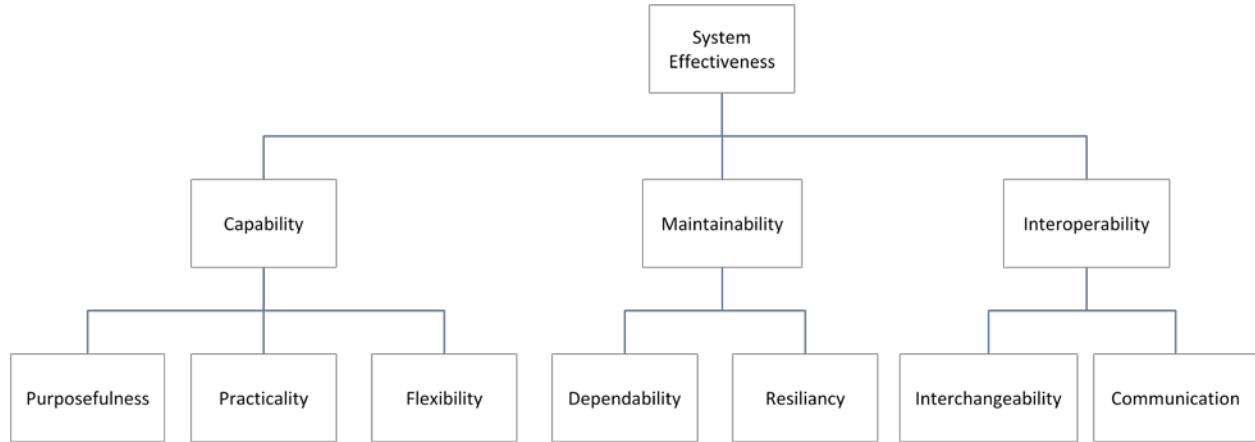 System
Effectiveness
Capability
Maintainability
Interoperability
Purposefulness
Practicality
Flexibility
Dependability
Resiliancy
Interchangeability
Communication